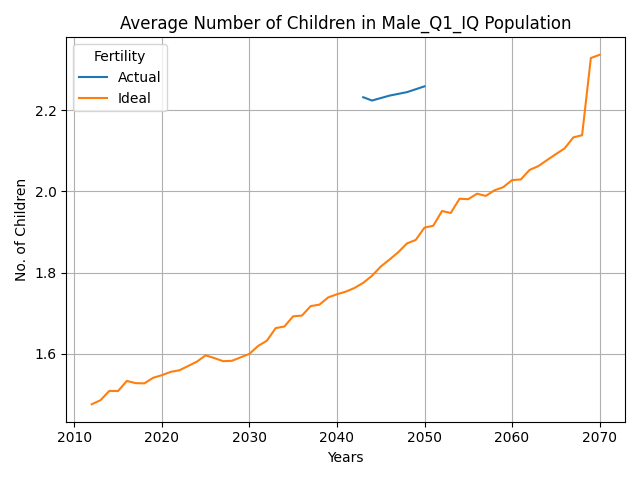 Average Number of Children in Male_Q1_IQ Population
Fertility
Actual
Ideal
No. of Children
2.2
2.0
1.8
1.6
2010 2020 2030 2040 2050 2060 2070
Years